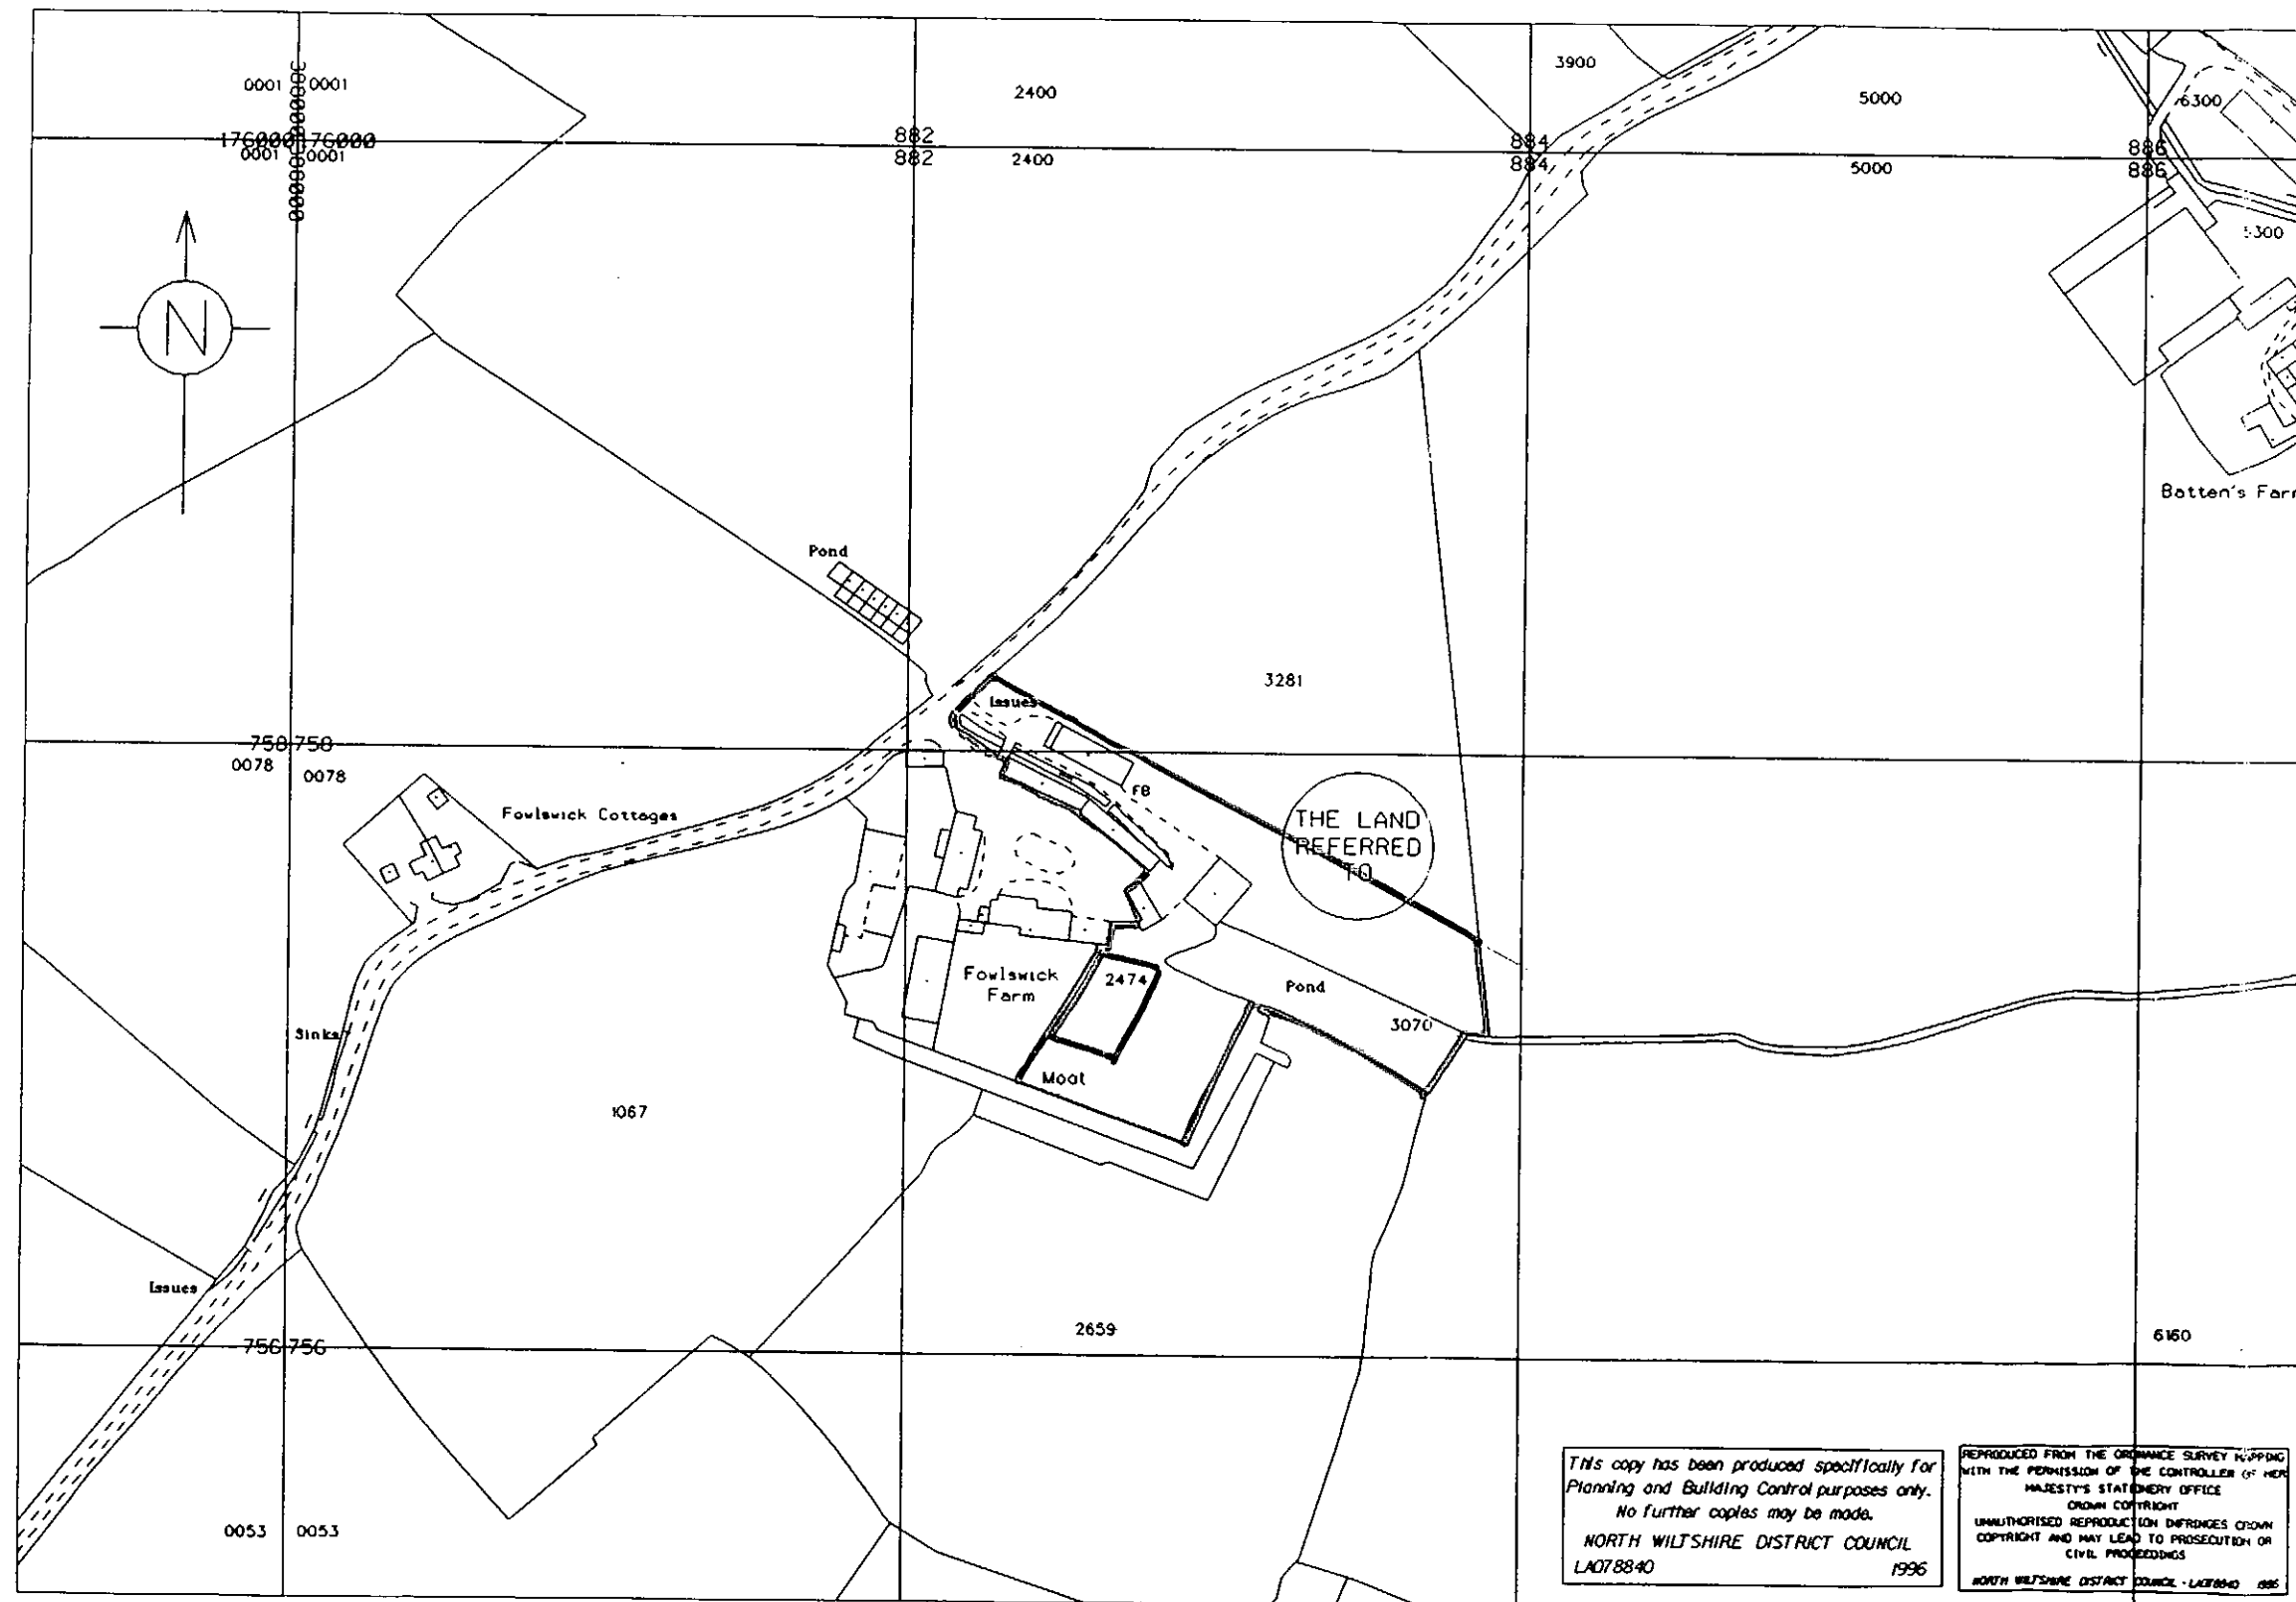 0001 0001
3900
2400
5000
6300
176000 176000
882
884
886
0001 0001
882
2400
884
5000
886
N
Batten's Farm
Pond
3281
Issues
758 758
0078 0078
Fowlswick Cottages
FB
THE LAND
REFERRED
TO
Fowlswick
Farm
2474
Pond
3070
Sinks
Moat
1067
Issues
2659
756 756
6160
0053 0053
This copy has been produced specifically for
Planning and Building Control purposes only.
No further copies may be made.
NORTH WILTSHIRE DISTRICT COUNCIL
LA078840 1996
REPRODUCED FROM THE ORDNANCE SURVEY MAPPING
WITH THE PERMISSION OF THE CONTROLLER OF HER
MAJESTY'S STATIONERY OFFICE
CROWN COPYRIGHT
UNAUTHORISED REPRODUCTION INFRINGES CROWN
COPYRIGHT AND MAY LEAD TO PROSECUTION OR
CIVIL PROCEEDINGS
NORTH WILTSHIRE DISTRICT COUNCIL - LA078840 1996